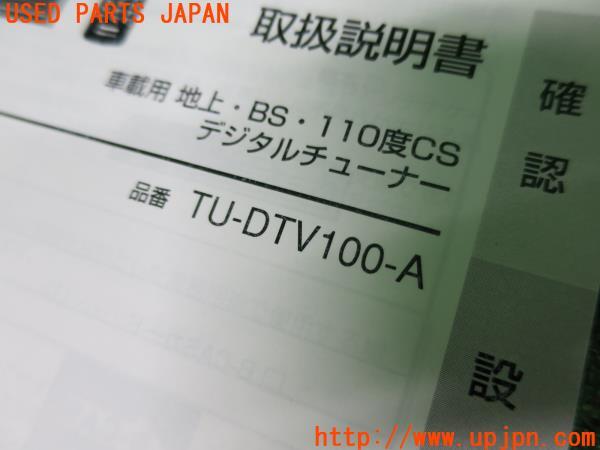 USED PARTS JAPAN
取扱説明書
車載用 地上・BS・110度CS
デジタルチューナー
品番 TU-DTV100-A
確認
設
http://www.upjpn.com